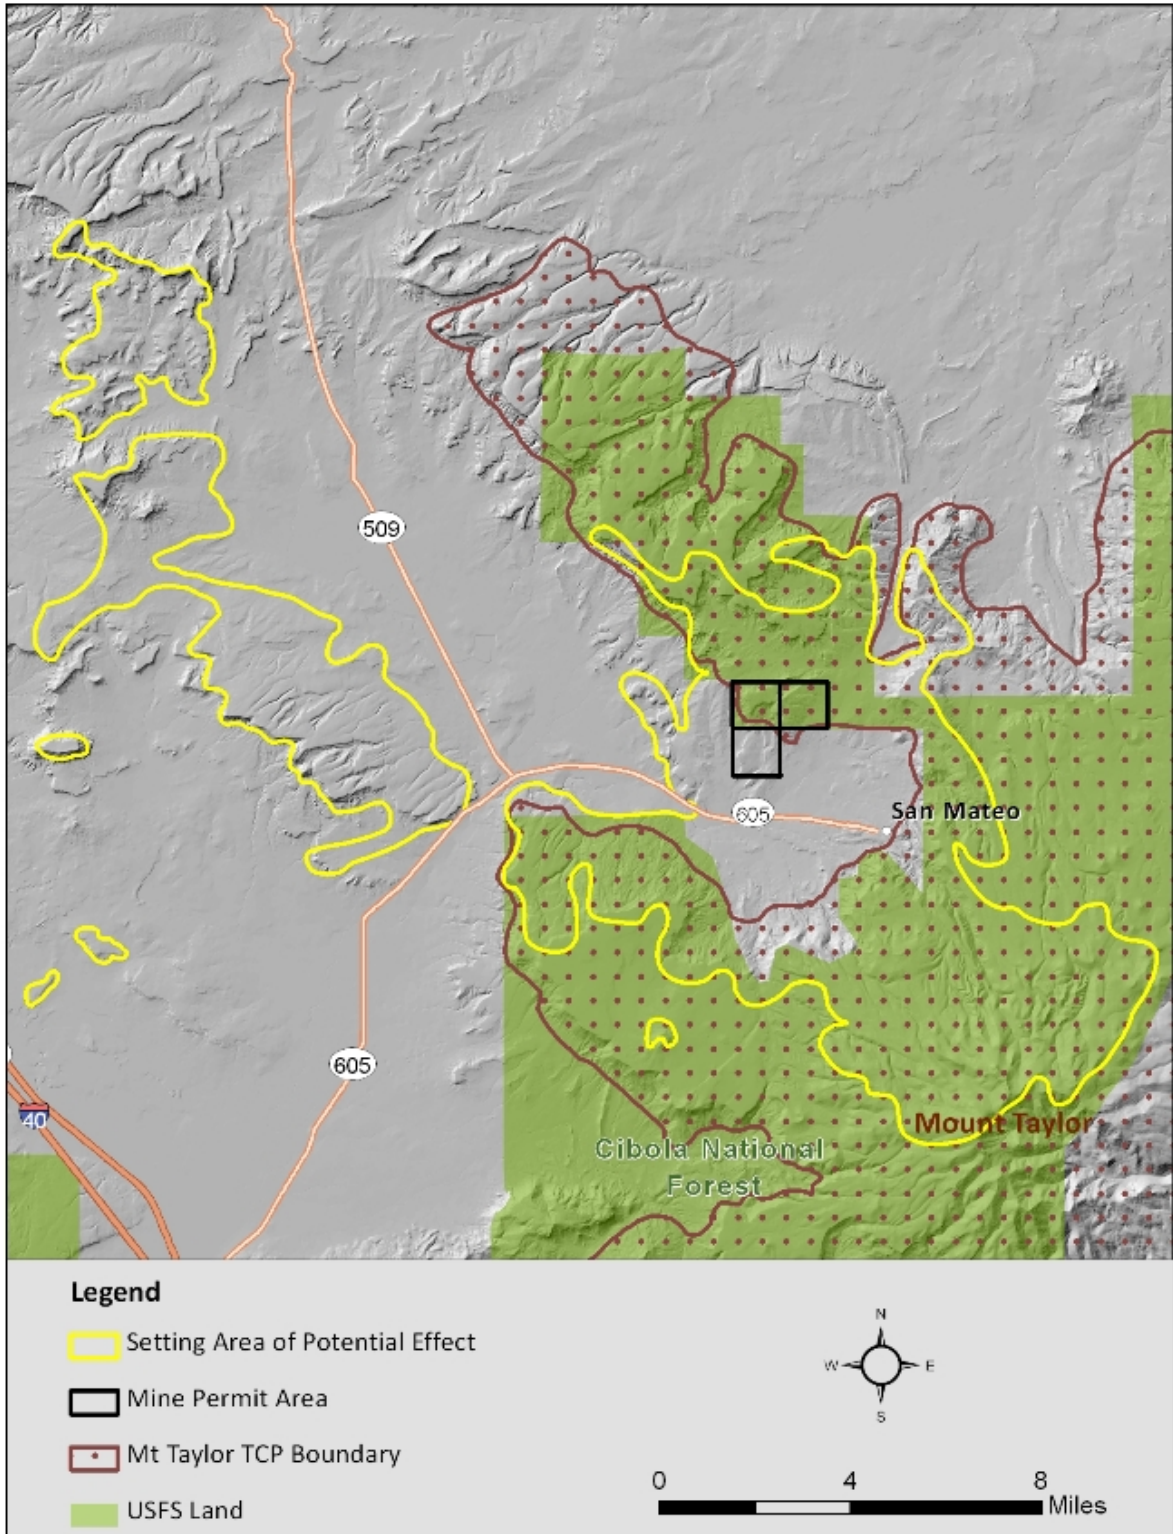 509
605
San Mateo
605
40
Mount Taylor
Cibola National
Forest
Legend
Setting Area of Potential Effect
Mine Permit Area
Mt Taylor TCP Boundary
USFS Land
N
W E
S
0 4 8
Miles